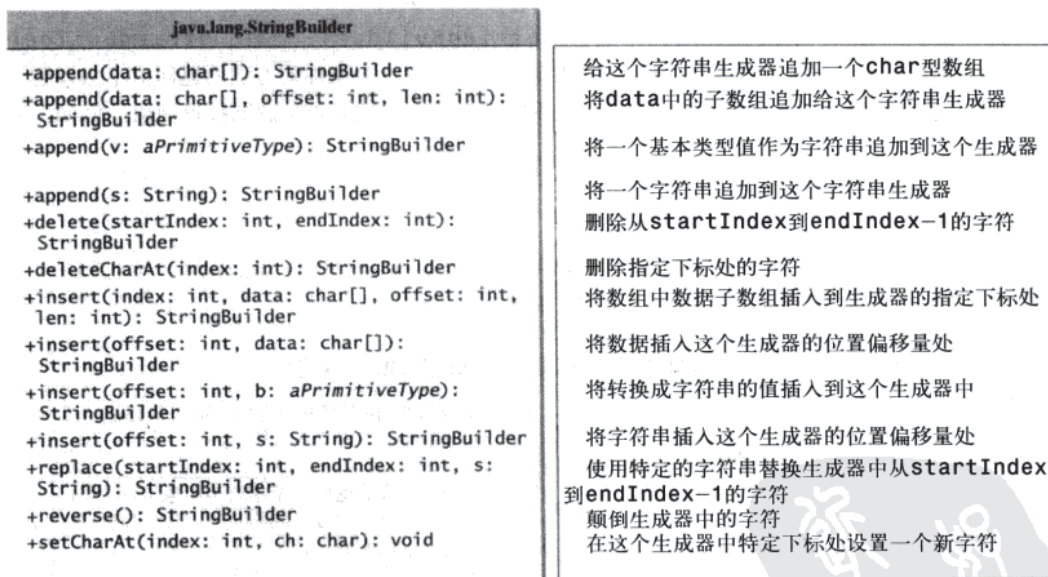 java.lang.StringBuilder
+append(data: char[]): StringBuilder
+append(data: char[], offset: int, len: int):
StringBuilder
+append(v: aPrimitiveType): StringBuilder
+append(s: String): StringBuilder
+delete(startIndex: int, endIndex: int):
StringBuilder
+deleteCharAt(index: int): StringBuilder
+insert(index: int, data: char[], offset: int,
len: int): StringBuilder
+insert(offset: int, data: char[]):
StringBuilder
+insert(offset: int, b: aPrimitiveType):
StringBuilder
+insert(offset: int, s: String): StringBuilder
+replace(startIndex: int, endIndex: int, s:
String): StringBuilder
+reverse(): StringBuilder
+setCharAt(index: int, ch: char): void
给这个字符串生成器追加一个char型数组
将data中的子数组追加给这个字符串生成器
将一个基本类型值作为字符串追加到这个生成器
将一个字符串追加到这个字符串生成器
删除从startIndex到endIndex-1的字符
删除指定下标处的字符
将数组中数据子数组插入到生成器的指定下标处
将数据插入这个生成器的位置偏移量处
将转换成字符串的值插入到这个生成器中
将字符串插入这个生成器的位置偏移量处
使用特定的字符串替换生成器中从startIndex
到endIndex-1的字符
颠倒生成器中的字符
在这个生成器中特定下标处设置一个新字符